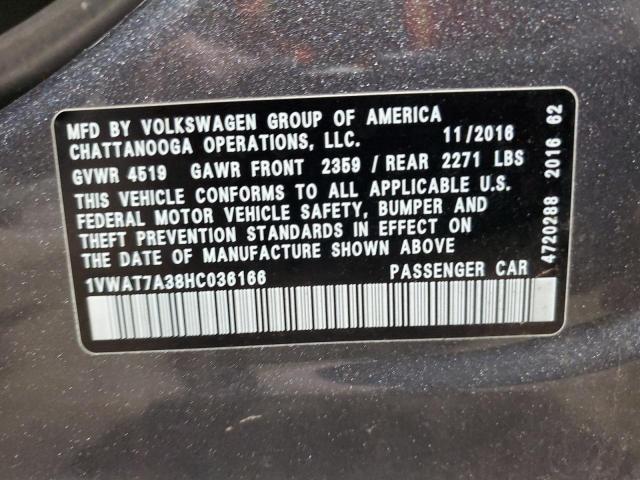 MFD BY VOLKSWAGEN GROUP OF AMERICA
CHATTANOOGA OPERATIONS, LLC. 11/2016
GVWR 4519 GAWR FRONT 2359 / REAR 2271 LBS
THIS VEHICLE CONFORMS TO ALL APPLICABLE U.S.
FEDERAL MOTOR VEHICLE SAFETY, BUMPER AND
THEFT PREVENTION STANDARDS IN EFFECT ON
THE DATE OF MANUFACTURE SHOWN ABOVE
1VWAT7A38HC036166 PASSENGER CAR
4720288 2016 62